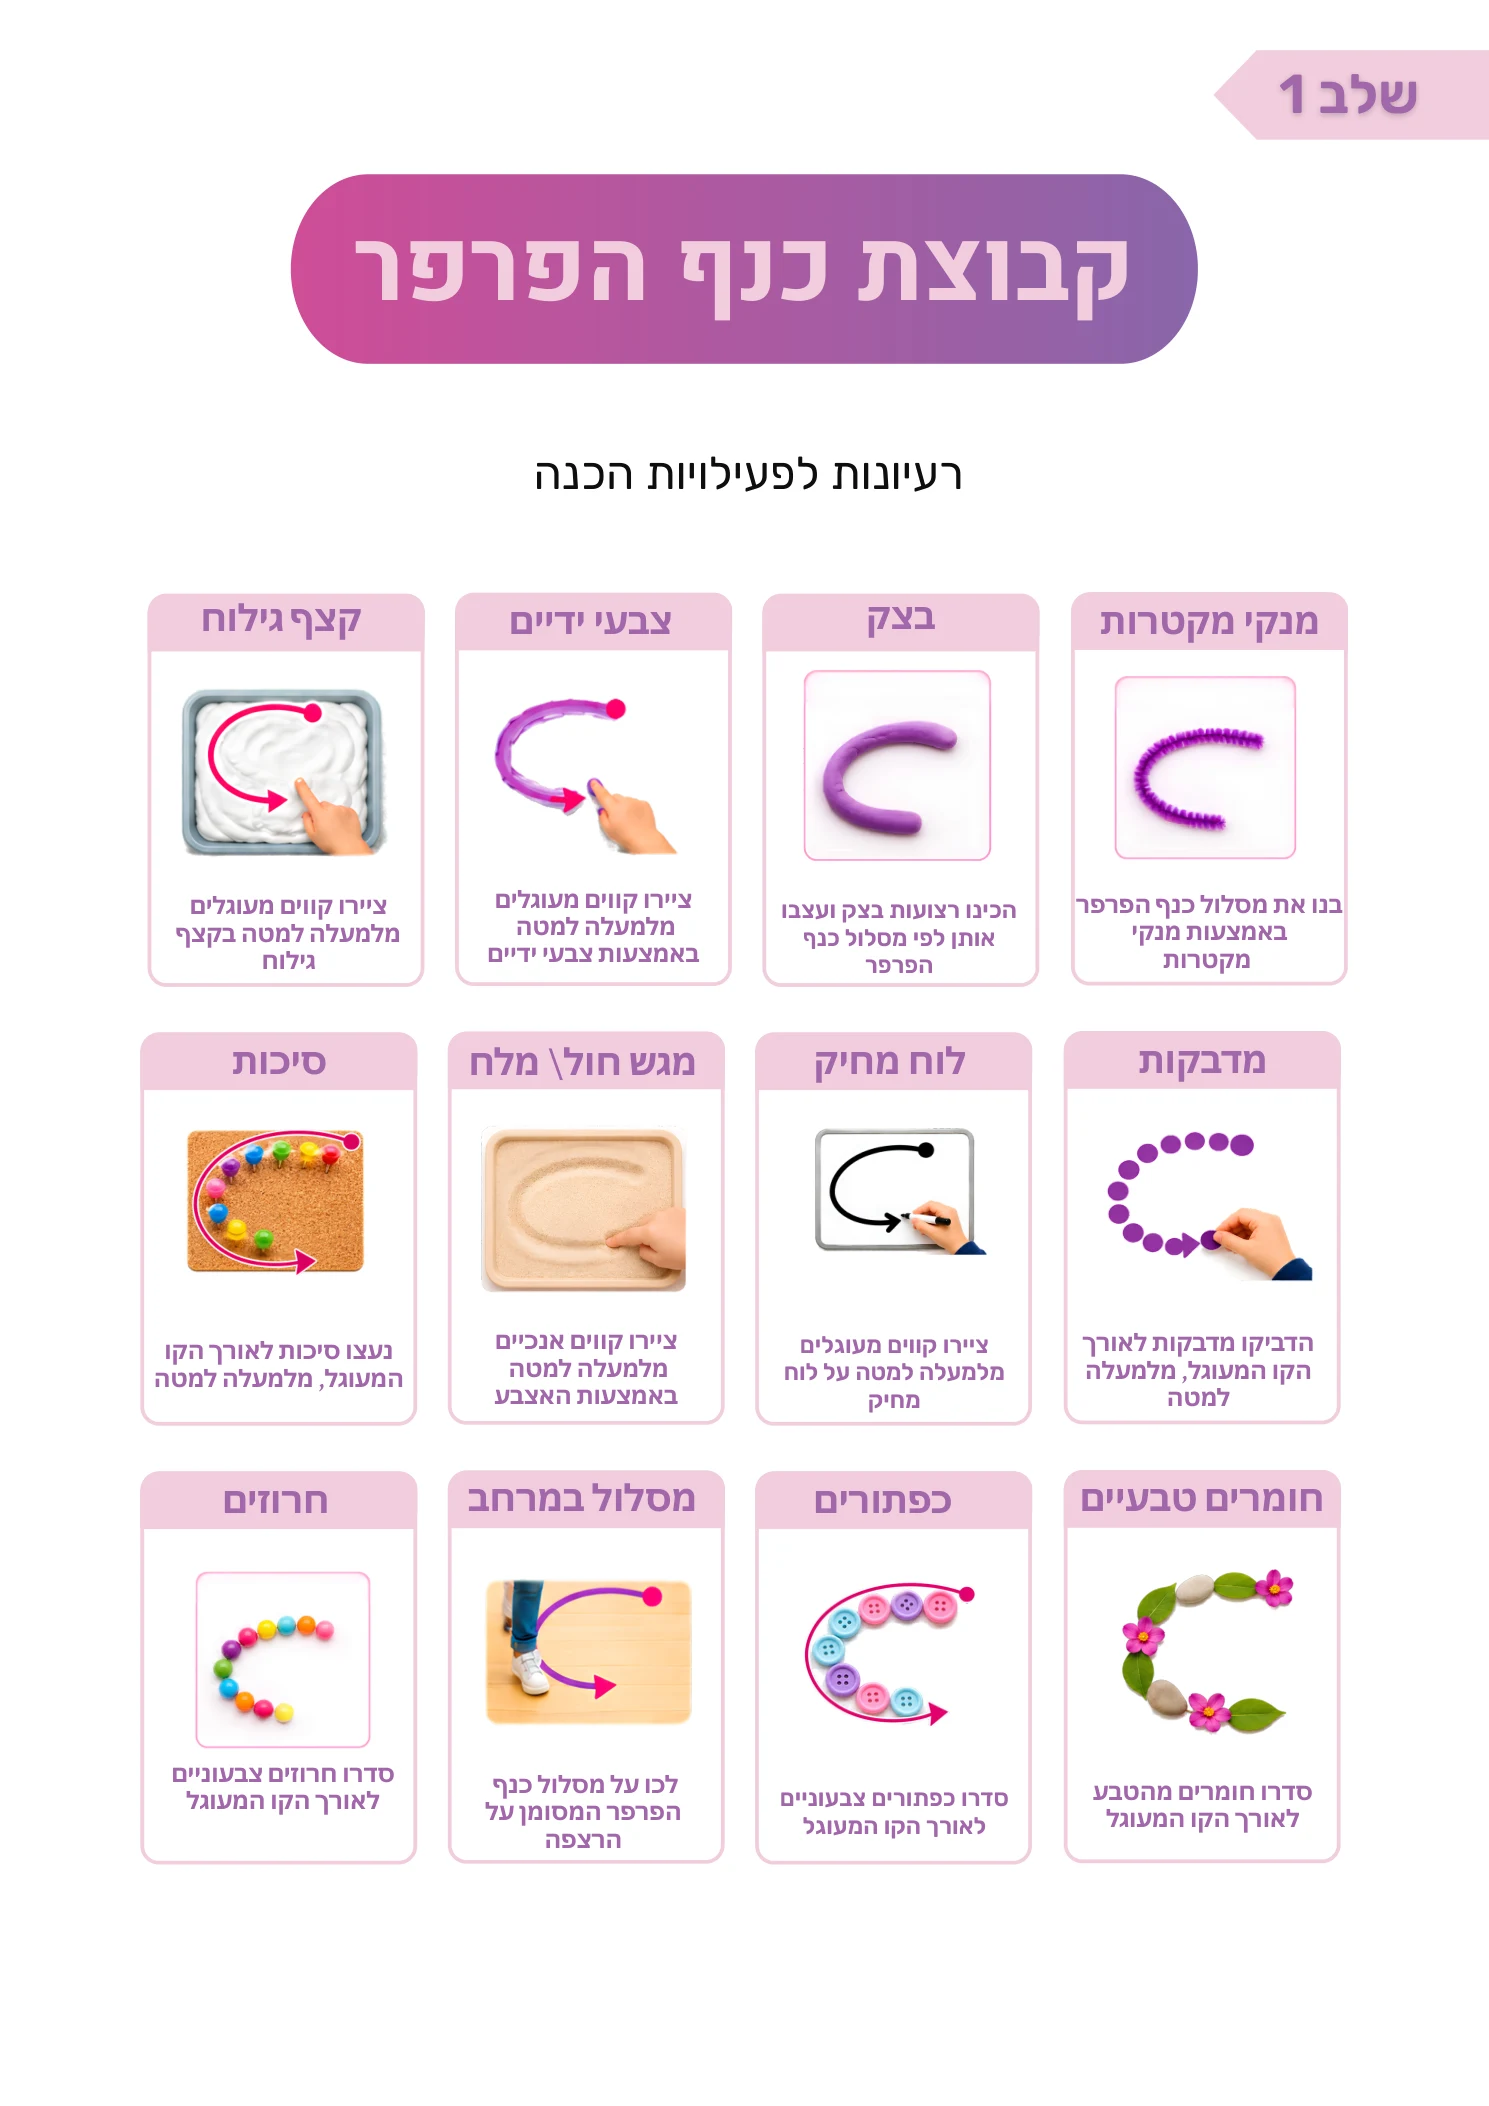 שלב 1
קבוצת כנף הפרפר
רעיונות לפעילויות הכנה
מנקי מקטרות
בנו את מסלול כנף הפרפר
באמצעות מנקי
מקטרות
בצק
הכינו רצועות בצק ועצבו
אותן לפי מסלול כנף
הפרפר
צבעי ידיים
ציירו קווים מעוגלים
מלמעלה למטה
באמצעות צבעי ידיים
קצף גילוח
ציירו קווים מעוגלים
מלמעלה למטה בקצף
גילוח
מדבקות
הדביקו מדבקות לאורך
הקו המעוגל, מלמעלה
למטה
לוח מחיק
ציירו קווים מעוגלים
מלמעלה למטה על לוח
מחיק
מגש חול\ מלח
ציירו קווים אנכיים
מלמעלה למטה
באמצעות האצבע
סיכות
נעצו סיכות לאורך הקו
המעוגל, מלמעלה למטה
חומרים טבעיים
סדרו חומרים מהטבע
לאורך הקו המעוגל
כפתורים
סדרו כפתורים צבעוניים
לאורך הקו המעוגל
מסלול במרחב
לכו על מסלול כנף
הפרפר המסומן על
הרצפה
חרוזים
סדרו חרוזים צבעוניים
לאורך הקו המעוגל